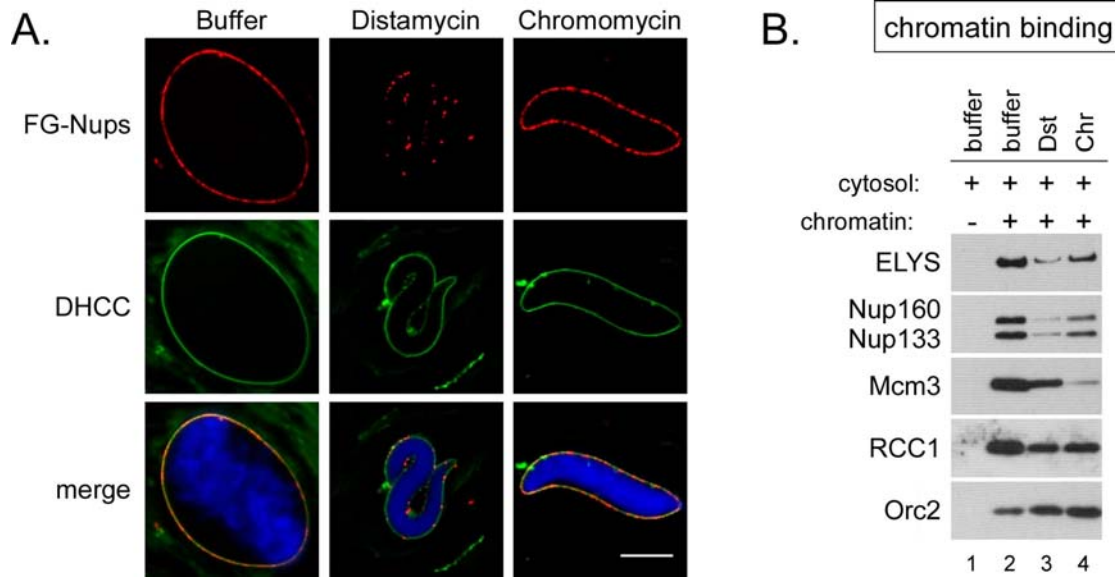 A.
Buffer Distamycin Chromomycin
FG-Nups
DHCC
merge
B.
chromatin binding
buffer buffer Dst Chr
cytosol: + + + +
chromatin: - + + +
ELYS
Nup160
Nup133
Mcm3
RCC1
Orc2
1 2 3 4